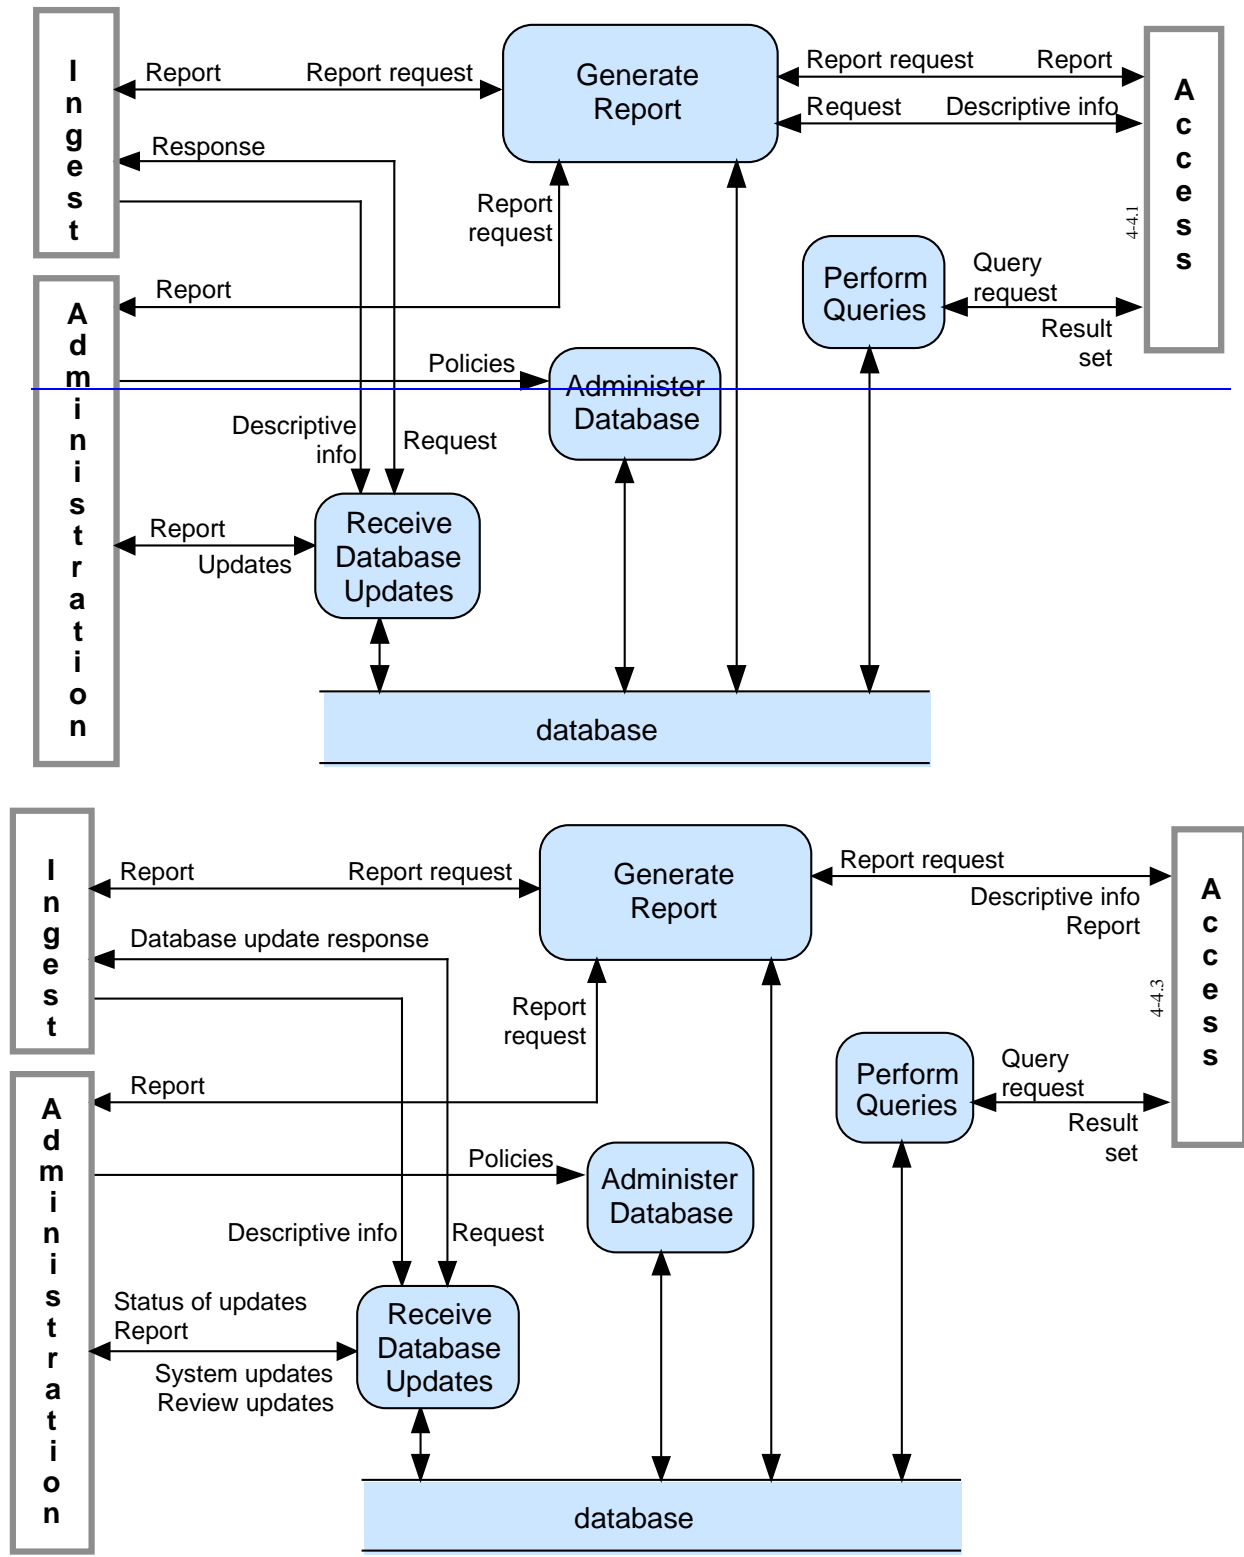 Ingest
Report
Report request
Generate
Report
Report request
Report
Request
Descriptive info
Access
Response
Report
request
4-4.1
Perform
Queries
Query
request
Result
set
Administration
Report
Policies
Administer
Database
Descriptive
info
Request
Receive
Database
Updates
Report
Updates
database
Ingest
Report
Report request
Generate
Report
Report request
Descriptive info
Report
Access
Database update response
Report
request
4-4.3
Perform
Queries
Query
request
Result
set
Administration
Report
Policies
Administer
Database
Descriptive info
Request
Status of updates
Report
System updates
Review updates
Receive
Database
Updates
database